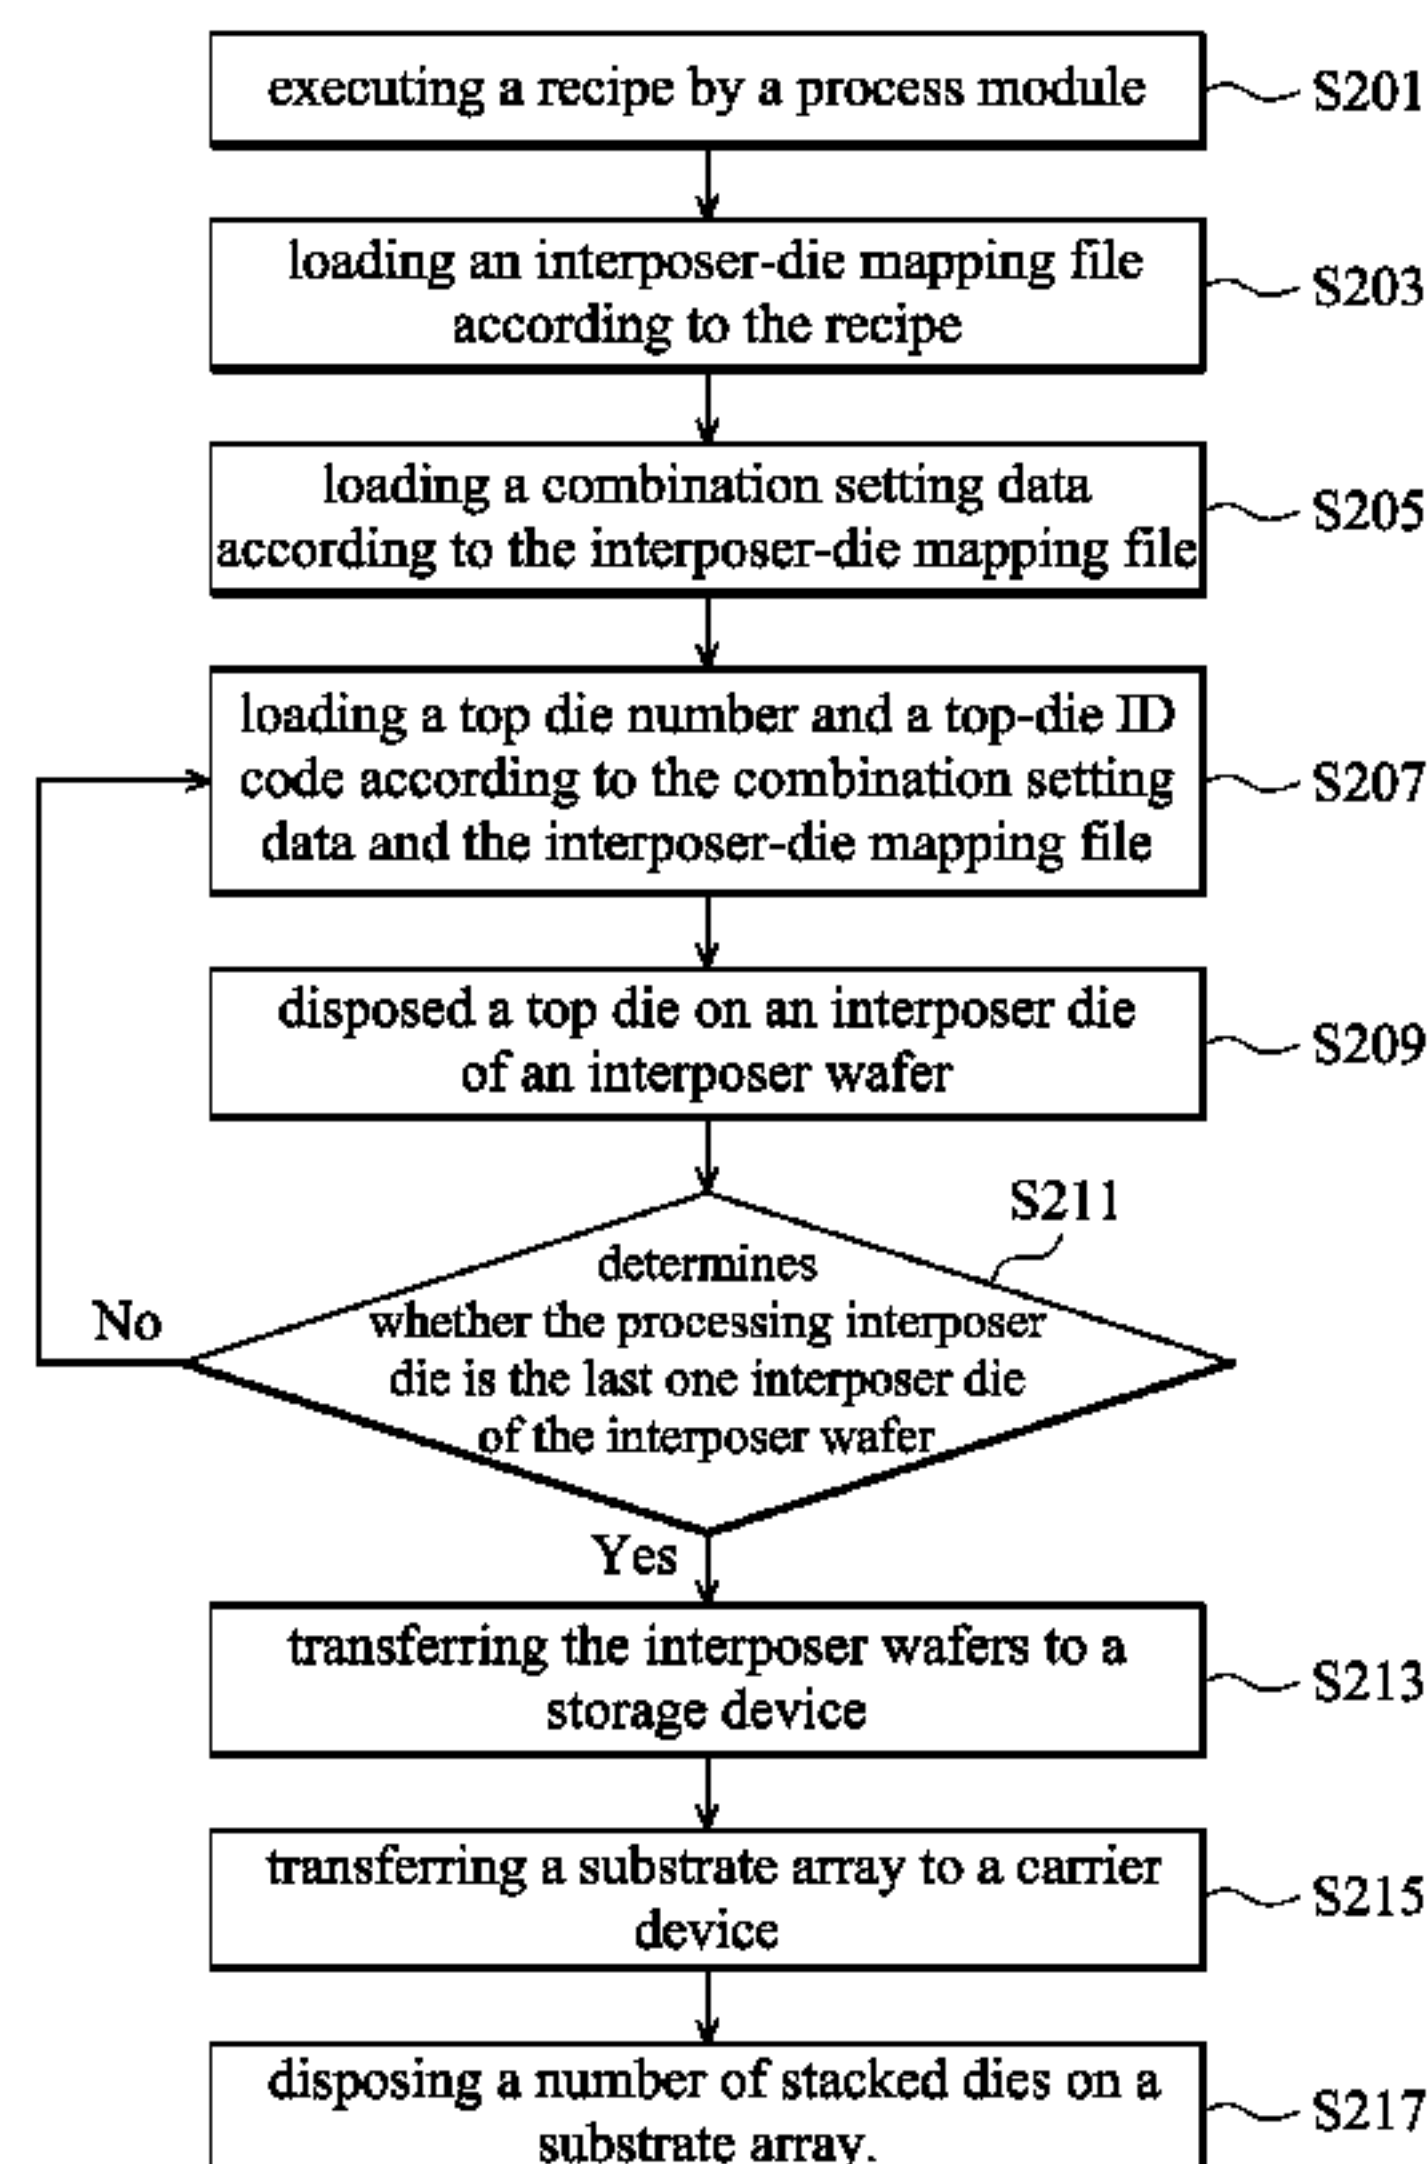 executing a recipe by a process module
S201
loading an interposer-die mapping file
according to the recipe
S203
loading a combination setting data
according to the interposer-die mapping file
S205
loading a top die number and a top-die ID
code according to the combination setting
data and the interposer-die mapping file
S207
disposed a top die on an interposer die
of an interposer wafer
S209
S211
determines
whether the processing interposer
die is the last one interposer die
of the interposer wafer
No
Yes
transferring the interposer wafers to a
storage device
S213
transferring a substrate array to a carrier
device
S215
disposing a number of stacked dies on a
substrate array.
S217